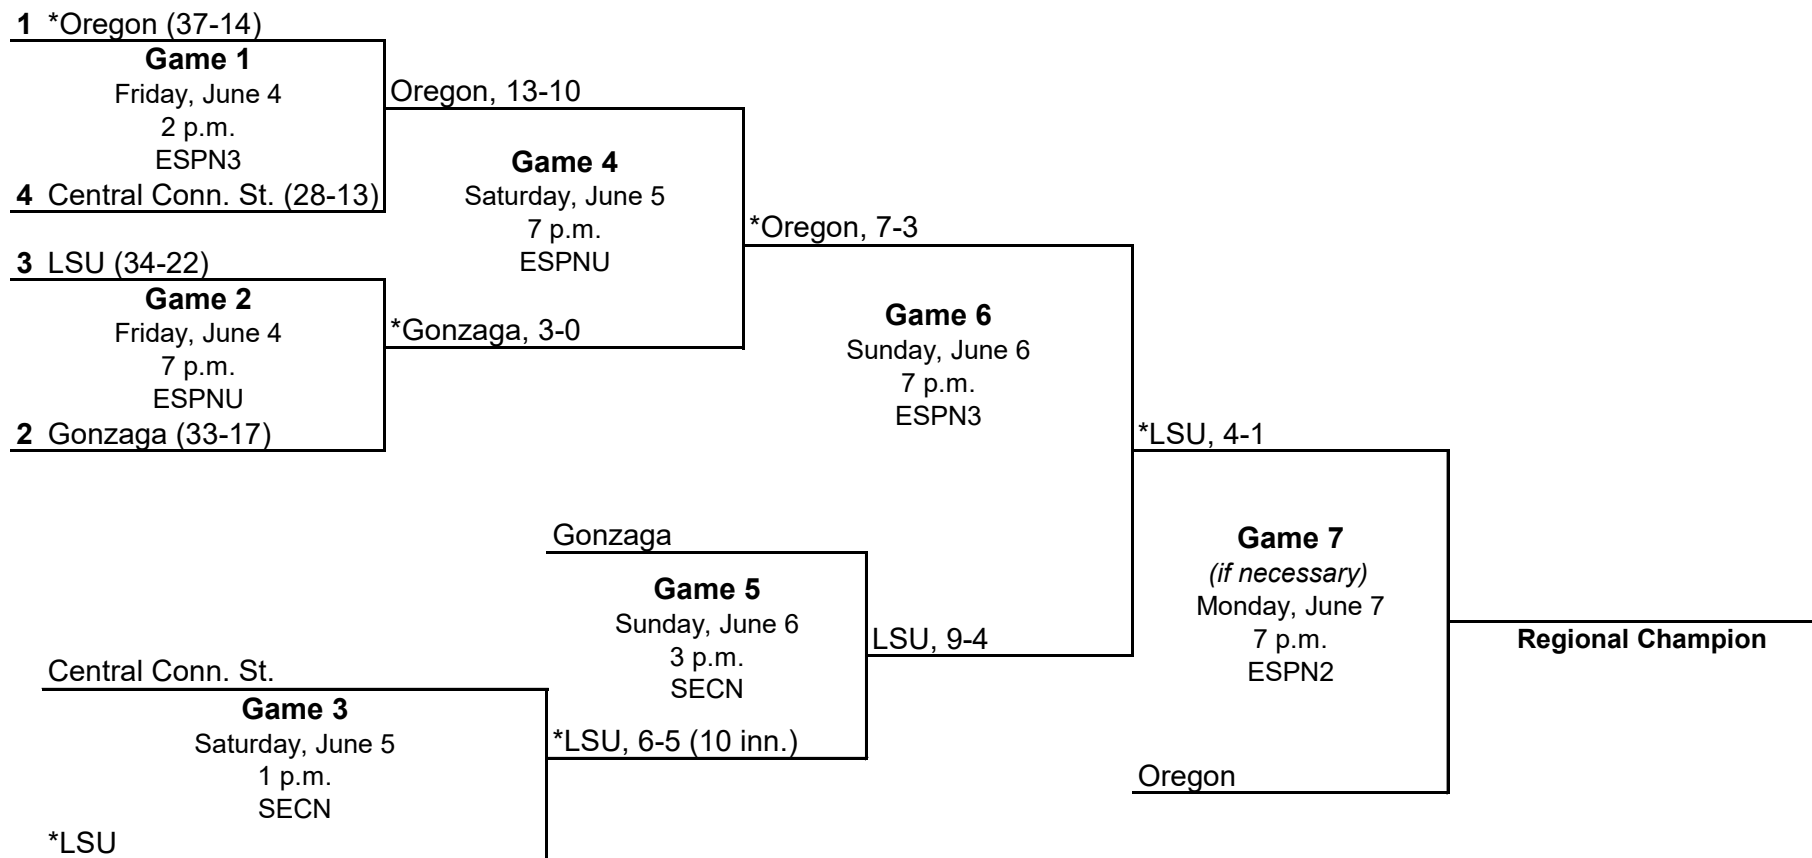 1 *Oregon (37-14)
Game 1
Friday, June 4
2 p.m.
ESPN3
4 Central Conn. St. (28-13)
Oregon, 13-10
3 LSU (34-22)
Game 2
Friday, June 4
7 p.m.
ESPNU
2 Gonzaga (33-17)
*Gonzaga, 3-0
Game 4
Saturday, June 5
7 p.m.
ESPNU
*Oregon, 7-3
Game 6
Sunday, June 6
7 p.m.
ESPN3
*LSU, 4-1
Gonzaga
Game 5
Sunday, June 6
3 p.m.
SECN
LSU, 9-4
Central Conn. St.
Game 3
Saturday, June 5
1 p.m.
SECN
*LSU
*LSU, 6-5 (10 inn.)
Game 7
(if necessary)
Monday, June 7
7 p.m.
ESPN2
Oregon
Regional Champion